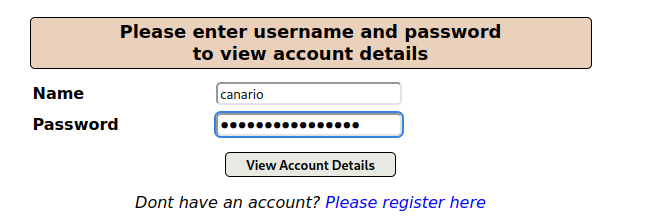 Please enter username and password
to view account details
Name
canario
Password
••••••••••••••••
View Account Details
Dont have an account? Please register here